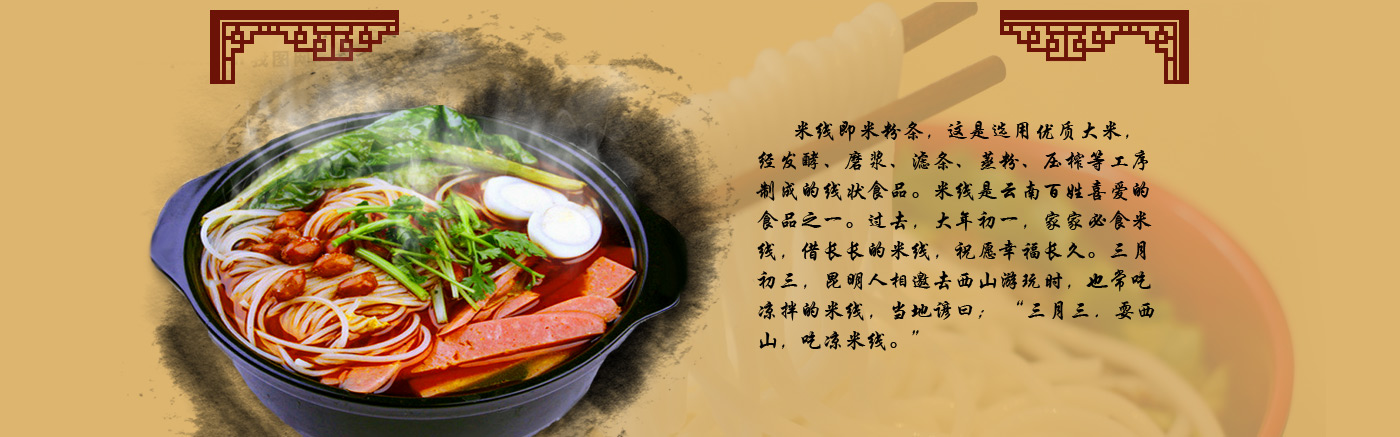 米线即米粉条，这是选用优质大米，
经发酵、磨浆、滤条、蒸粉、压榨等工序
制成的线状食品。米线是云南百姓喜爱的
食品之一。过去，大年初一，家家必食米
线，借长长的米线，祝愿幸福长久。三月
初三，昆明人相邀去西山游玩时，也常吃
凉拌的米线，当地谚曰；“三月三．耍西
山，吃凉米线。”